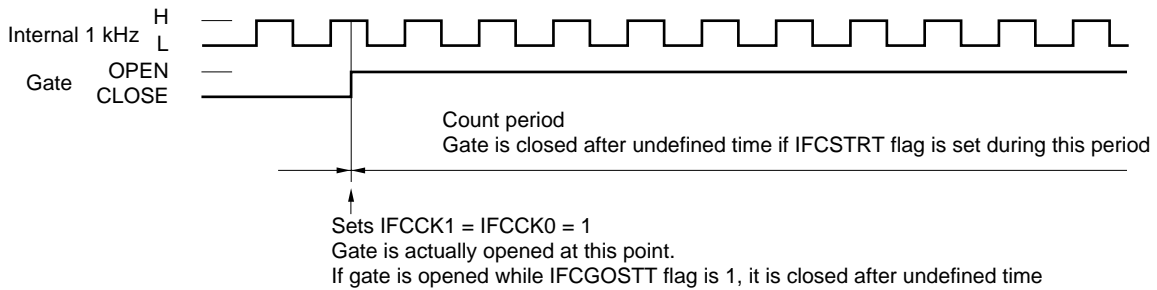 H
Internal 1 kHz
L
OPEN
Gate
CLOSE
Count period
Gate is closed after undefined time if IFCSTRT flag is set during this period
Sets IFCCK1 = IFCCK0 = 1
Gate is actually opened at this point.
If gate is opened while IFCGOSTT flag is 1, it is closed after undefined time